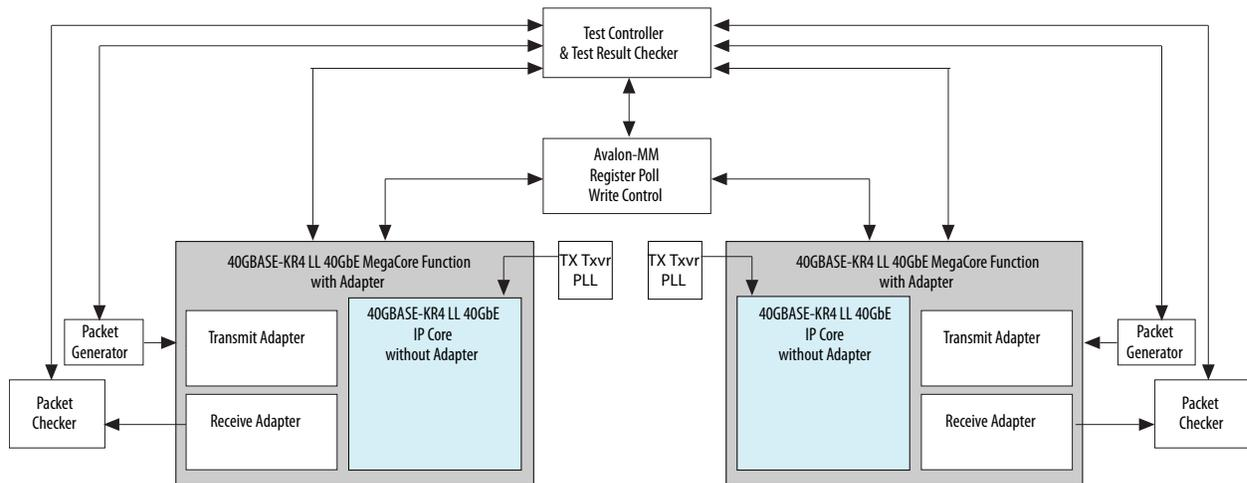 Test Controller
& Test Result Checker
Avalon-MM
Register Poll
Write Control
40GBASE-KR4 LL 40GbE MegaCore Function
with Adapter
TX Txvr
PLL
TX Txvr
PLL
40GBASE-KR4 LL 40GbE MegaCore Function
with Adapter
40GBASE-KR4 LL 40GbE
IP Core
without Adapter
40GBASE-KR4 LL 40GbE
IP Core
without Adapter
Packet
Generator
Transmit Adapter
Transmit Adapter
Packet
Generator
Packet
Checker
Receive Adapter
Receive Adapter
Packet
Checker